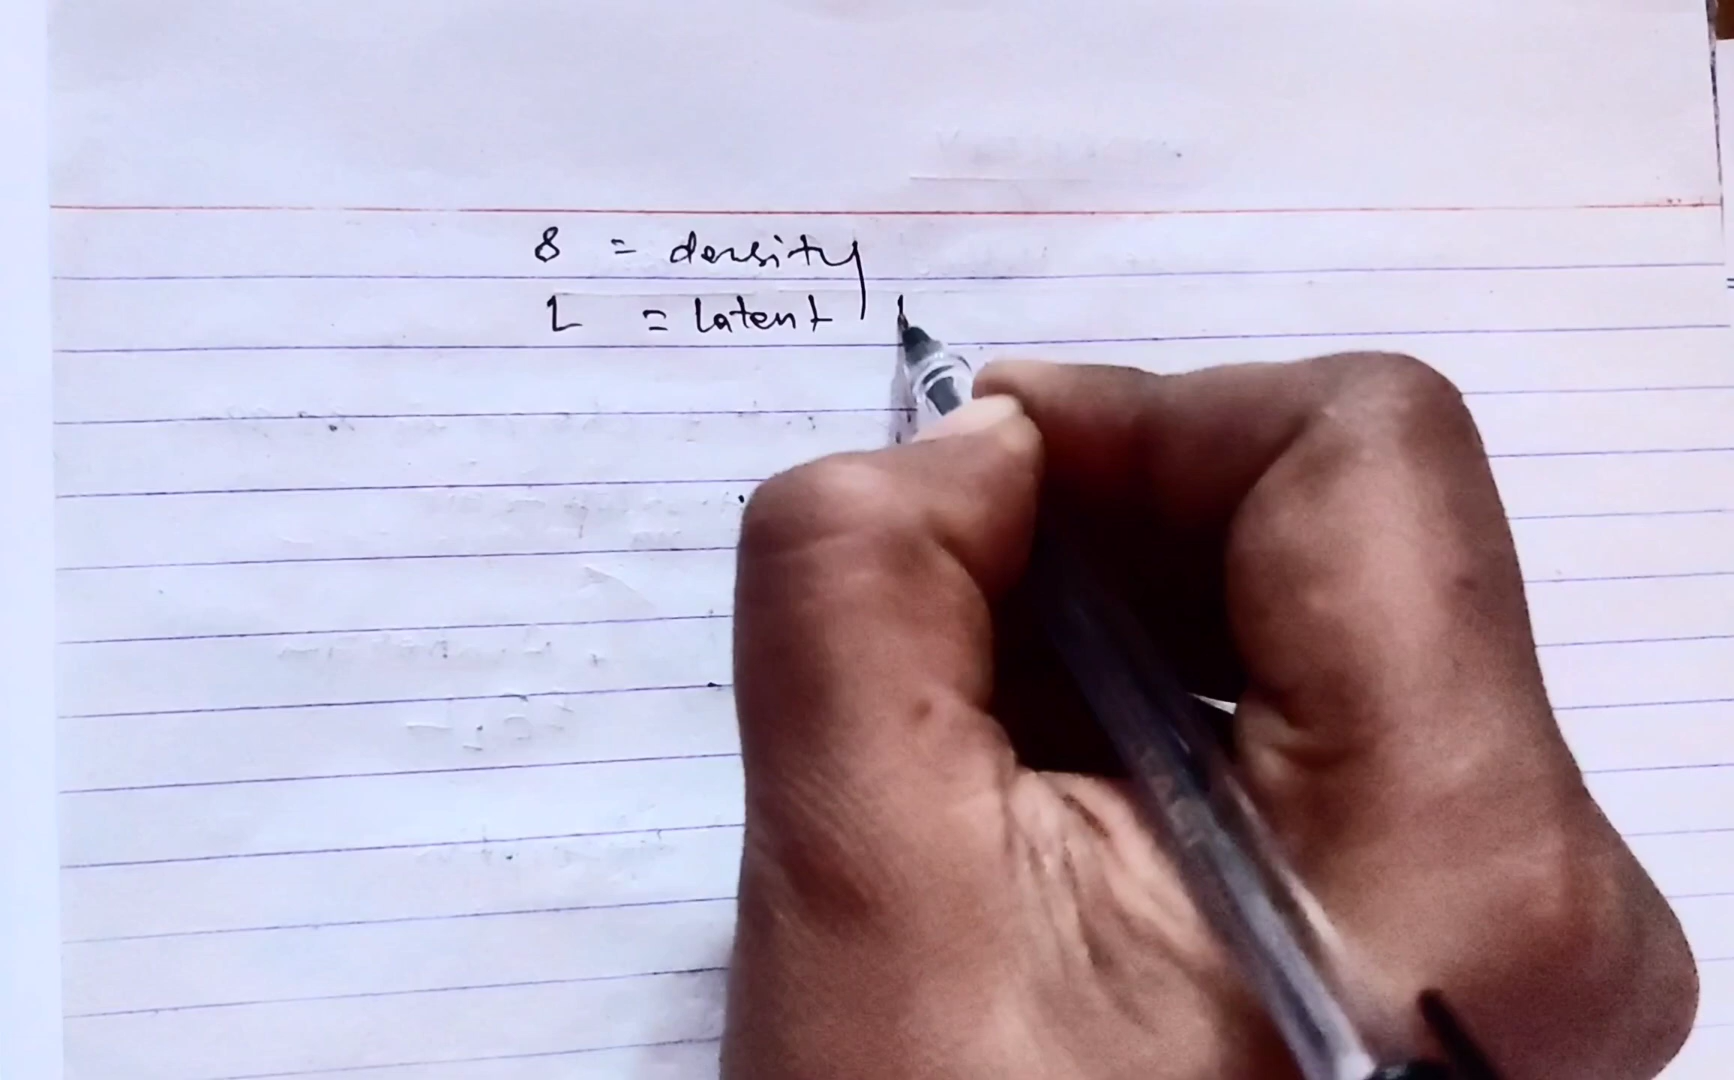 8 = density
L = latent